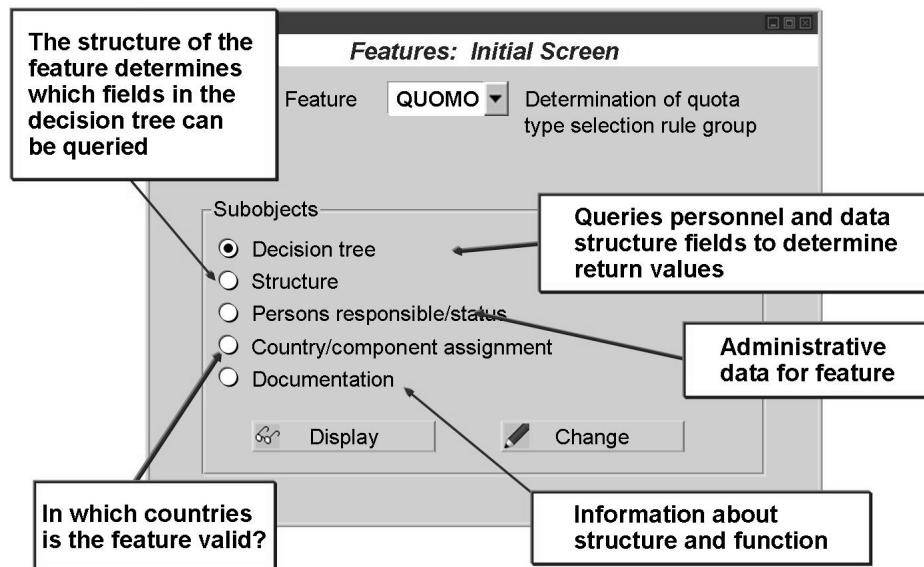 The structure of the
feature determines
which fields in the
decision tree can
be queried
Features: Initial Screen
Feature QUOMO Determination of quota
type selection rule group
Subobjects
Decision tree
Structure
Persons responsible/status
Country/component assignment
Documentation
Display Change
Queries personnel and data
structure fields to determine
return values
Administrative
data for feature
In which countries
is the feature valid?
Information about
structure and function